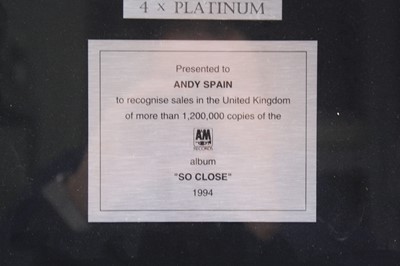 4 x PLATINUM
Presented to
ANDY SPAIN
to recognise sales in the United Kingdom
of more than 1,200,000 copies of the
A&M
RECORDS
album
"SO CLOSE"
1994